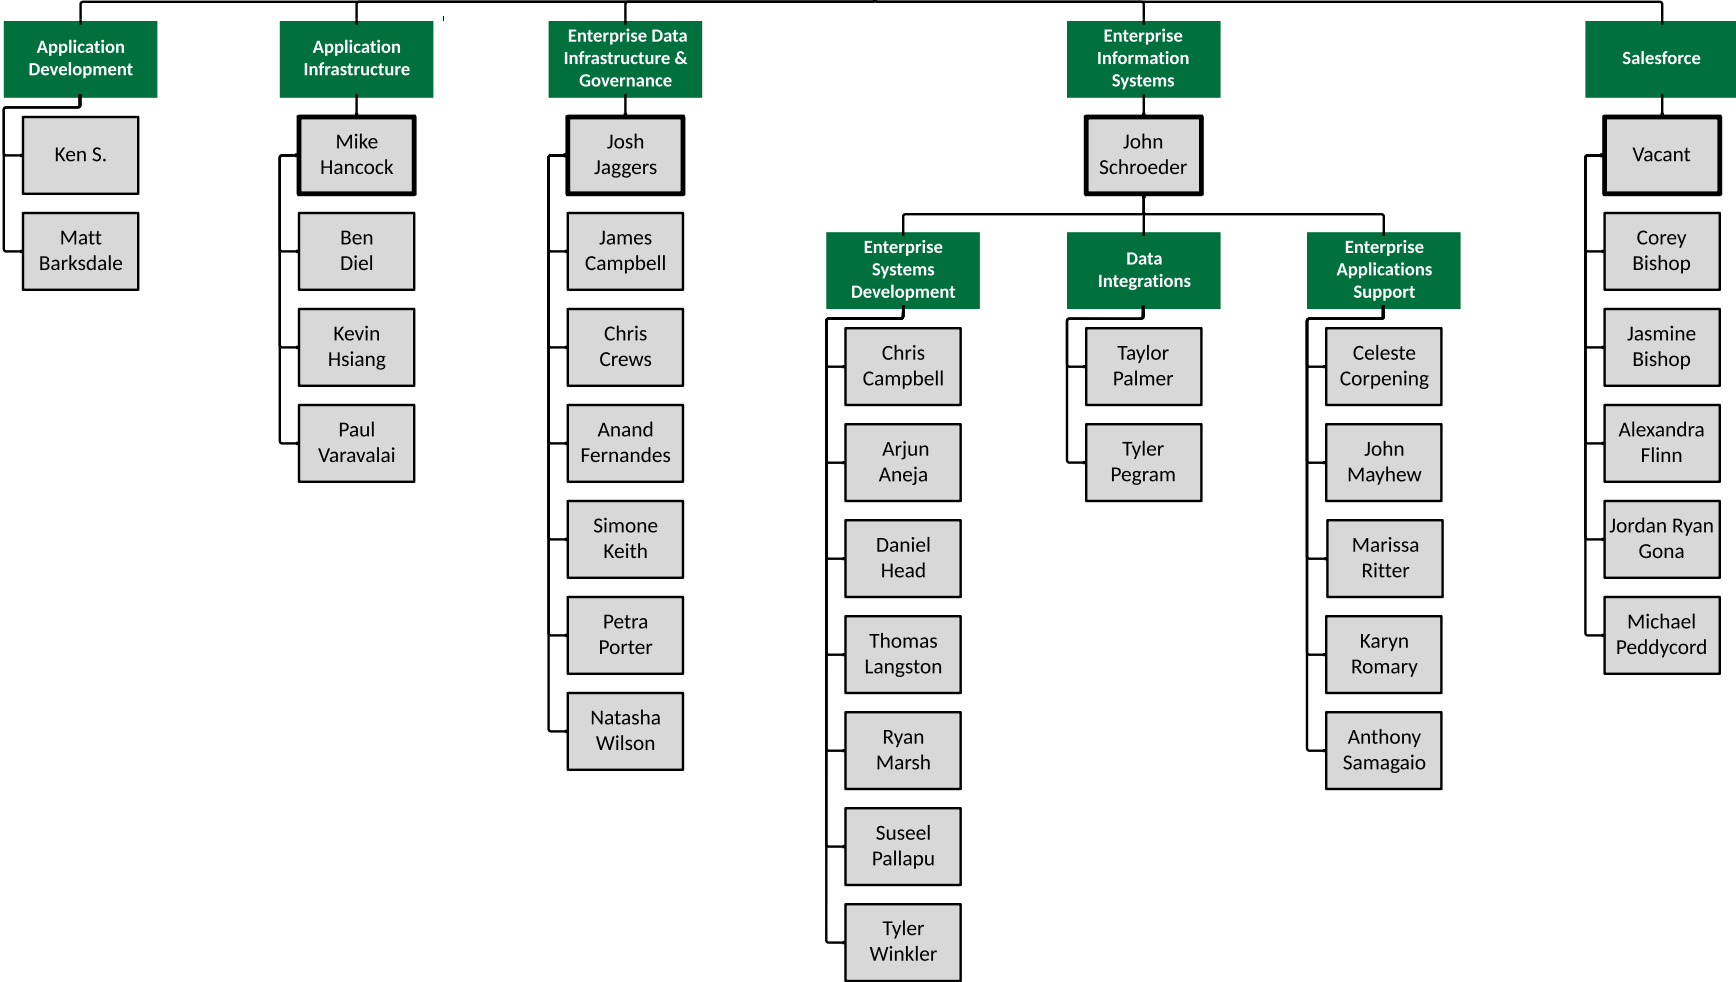 Application
Development
Ken S.
Matt
Barksdale
Application
Infrastructure
Mike
Hancock
Ben
Diel
Kevin
Hsiang
Paul
Varavalai
Enterprise Data
Infrastructure &
Governance
Josh
Jaggers
James
Campbell
Chris
Crews
Anand
Fernandes
Simone
Keith
Petra
Porter
Natasha
Wilson
Enterprise
Information
Systems
John
Schroeder
Enterprise
Systems
Development
Chris
Campbell
Arjun
Aneja
Daniel
Head
Thomas
Langston
Ryan
Marsh
Suseel
Pallapu
Tyler
Winkler
Data
Integrations
Taylor
Palmer
Tyler
Pegram
Enterprise
Applications
Support
Celeste
Corpening
John
Mayhew
Marissa
Ritter
Karyn
Romary
Anthony
Samagaio
Salesforce
Vacant
Corey
Bishop
Jasmine
Bishop
Alexandra
Flinn
Jordan Ryan
Gona
Michael
Peddycord